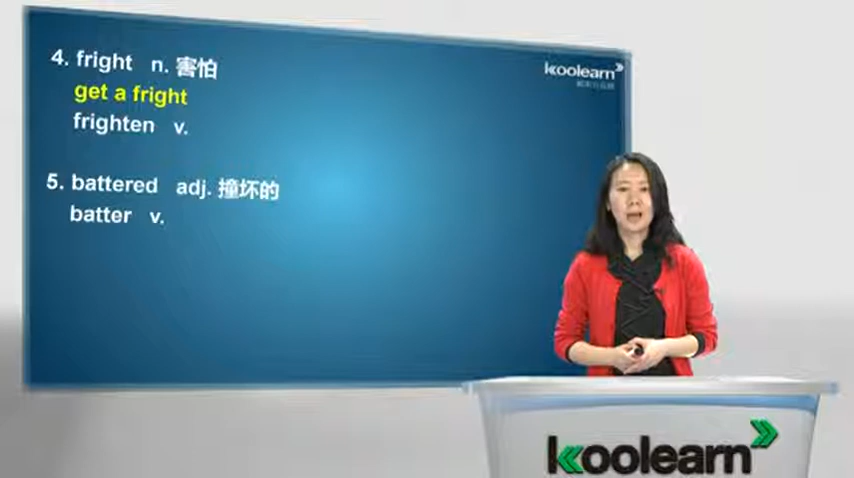 4. fright n. 害怕
get a fright
frighten v.
5. battered adj. 撞坏的
batter v.
koolearn
koolearn